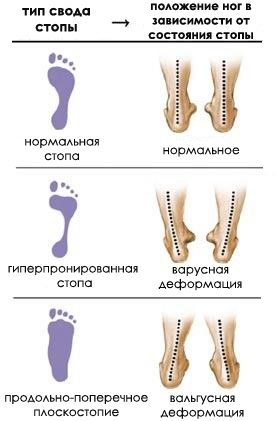 тип свода
стопы
→
положение ног в
зависимости от
состояния стопы
нормальная
стопа
нормальное
гиперпронированная
стопа
варусная
деформация
продольно-поперечное
плоскостопие
вальгусная
деформация